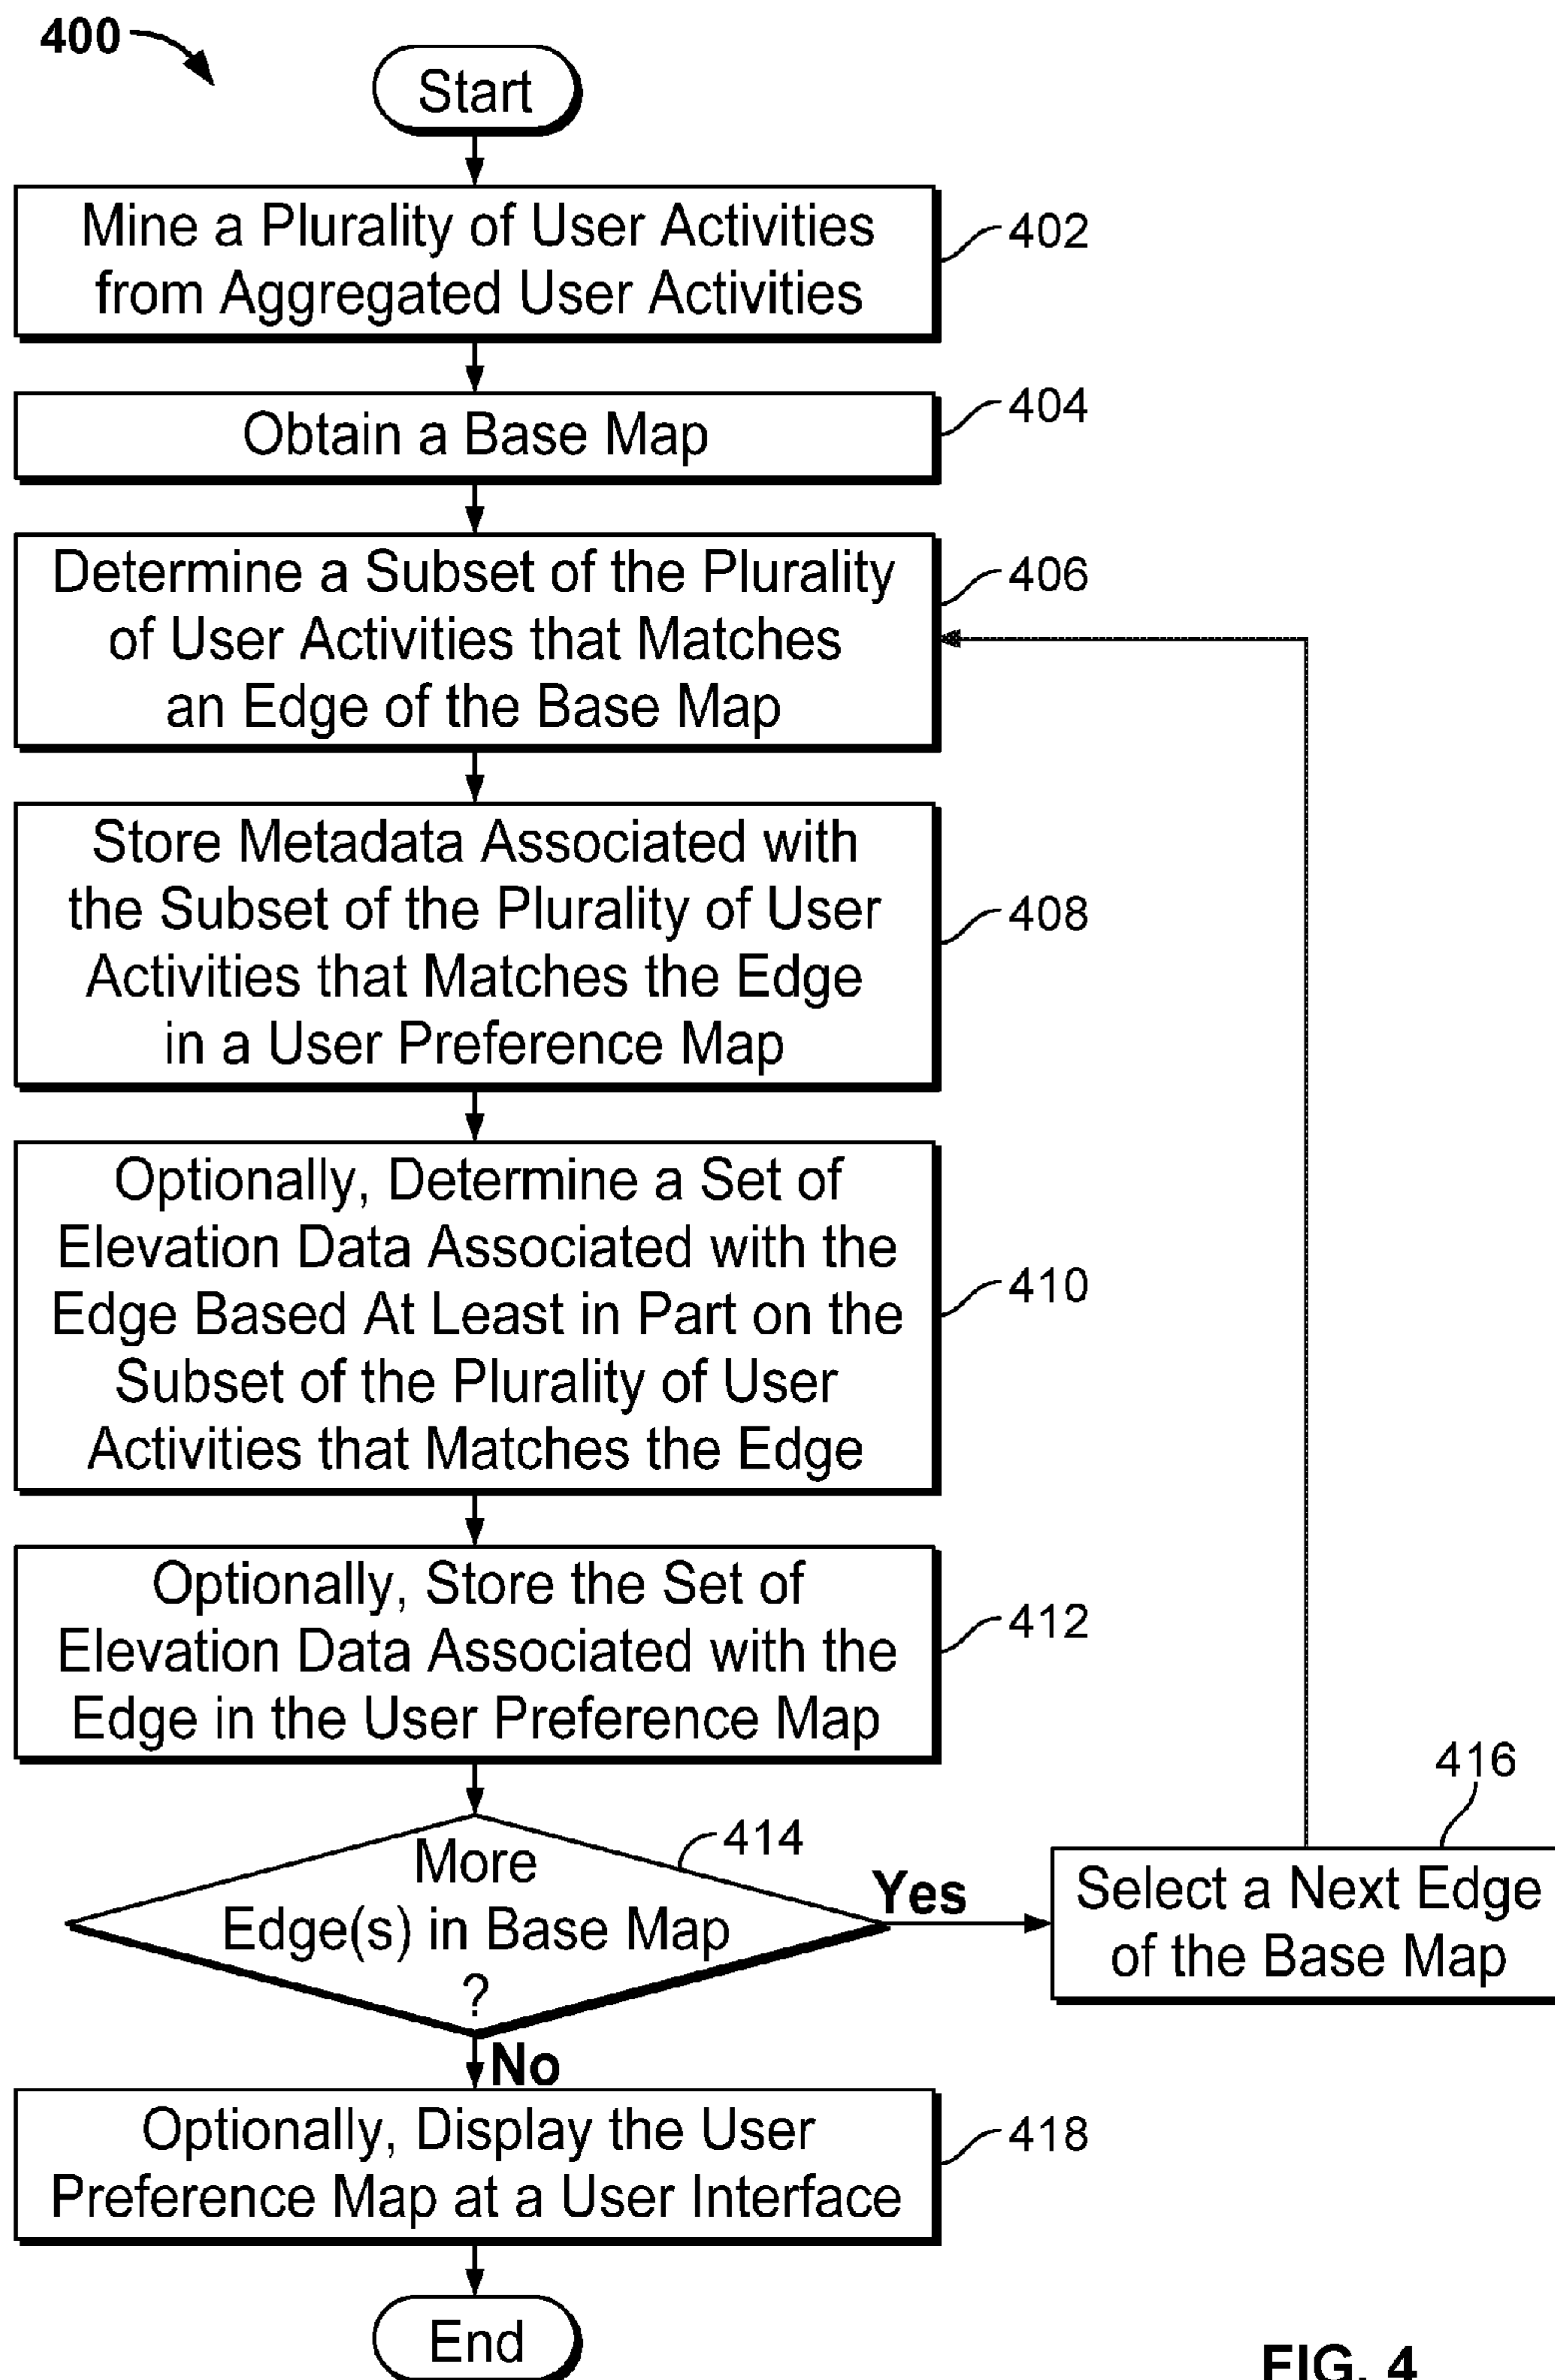 400
Start
Mine a Plurality of User Activities
from Aggregated User Activities
402
Obtain a Base Map
404
Determine a Subset of the Plurality
of User Activities that Matches
an Edge of the Base Map
406
Store Metadata Associated with
the Subset of the Plurality of User
Activities that Matches the Edge
in a User Preference Map
408
Optionally, Determine a Set of
Elevation Data Associated with the
Edge Based At Least in Part on the
Subset of the Plurality of User
Activities that Matches the Edge
410
Optionally, Store the Set of
Elevation Data Associated with the
Edge in the User Preference Map
412
More
Edge(s) in Base Map
?
414
Yes
416
Select a Next Edge
of the Base Map
No
Optionally, Display the User
Preference Map at a User Interface
418
End
FIG. 4